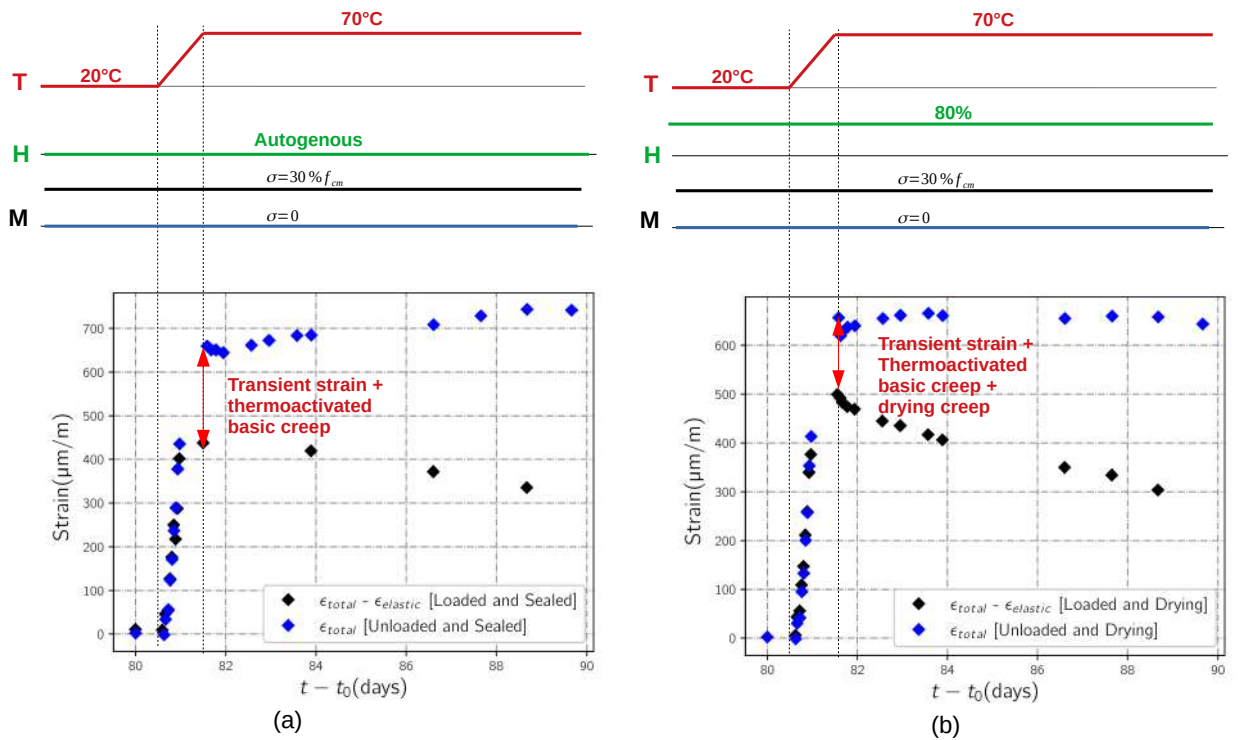 70°C
20°C
T
Autogenous
H
σ=30 % f_cm
M
σ=0
Strain(μm/m)
700
600
500
400
300
200
100
0
Transient strain +
thermoactivated
basic creep
ϵ_total - ϵ_elastic [Loaded and Sealed]
ϵ_total [Unloaded and Sealed]
80 82 84 86 88 90
t − t_0(days)
(a)
70°C
20°C
T
80%
H
σ=30 % f_cm
M
σ=0
Strain(μm/m)
600
500
400
300
200
100
0
Transient strain +
Thermoactivated
basic creep +
drying creep
ϵ_total - ϵ_elastic [Loaded and Drying]
ϵ_total [Unloaded and Drying]
80 82 84 86 88 90
t − t_0(days)
(b)